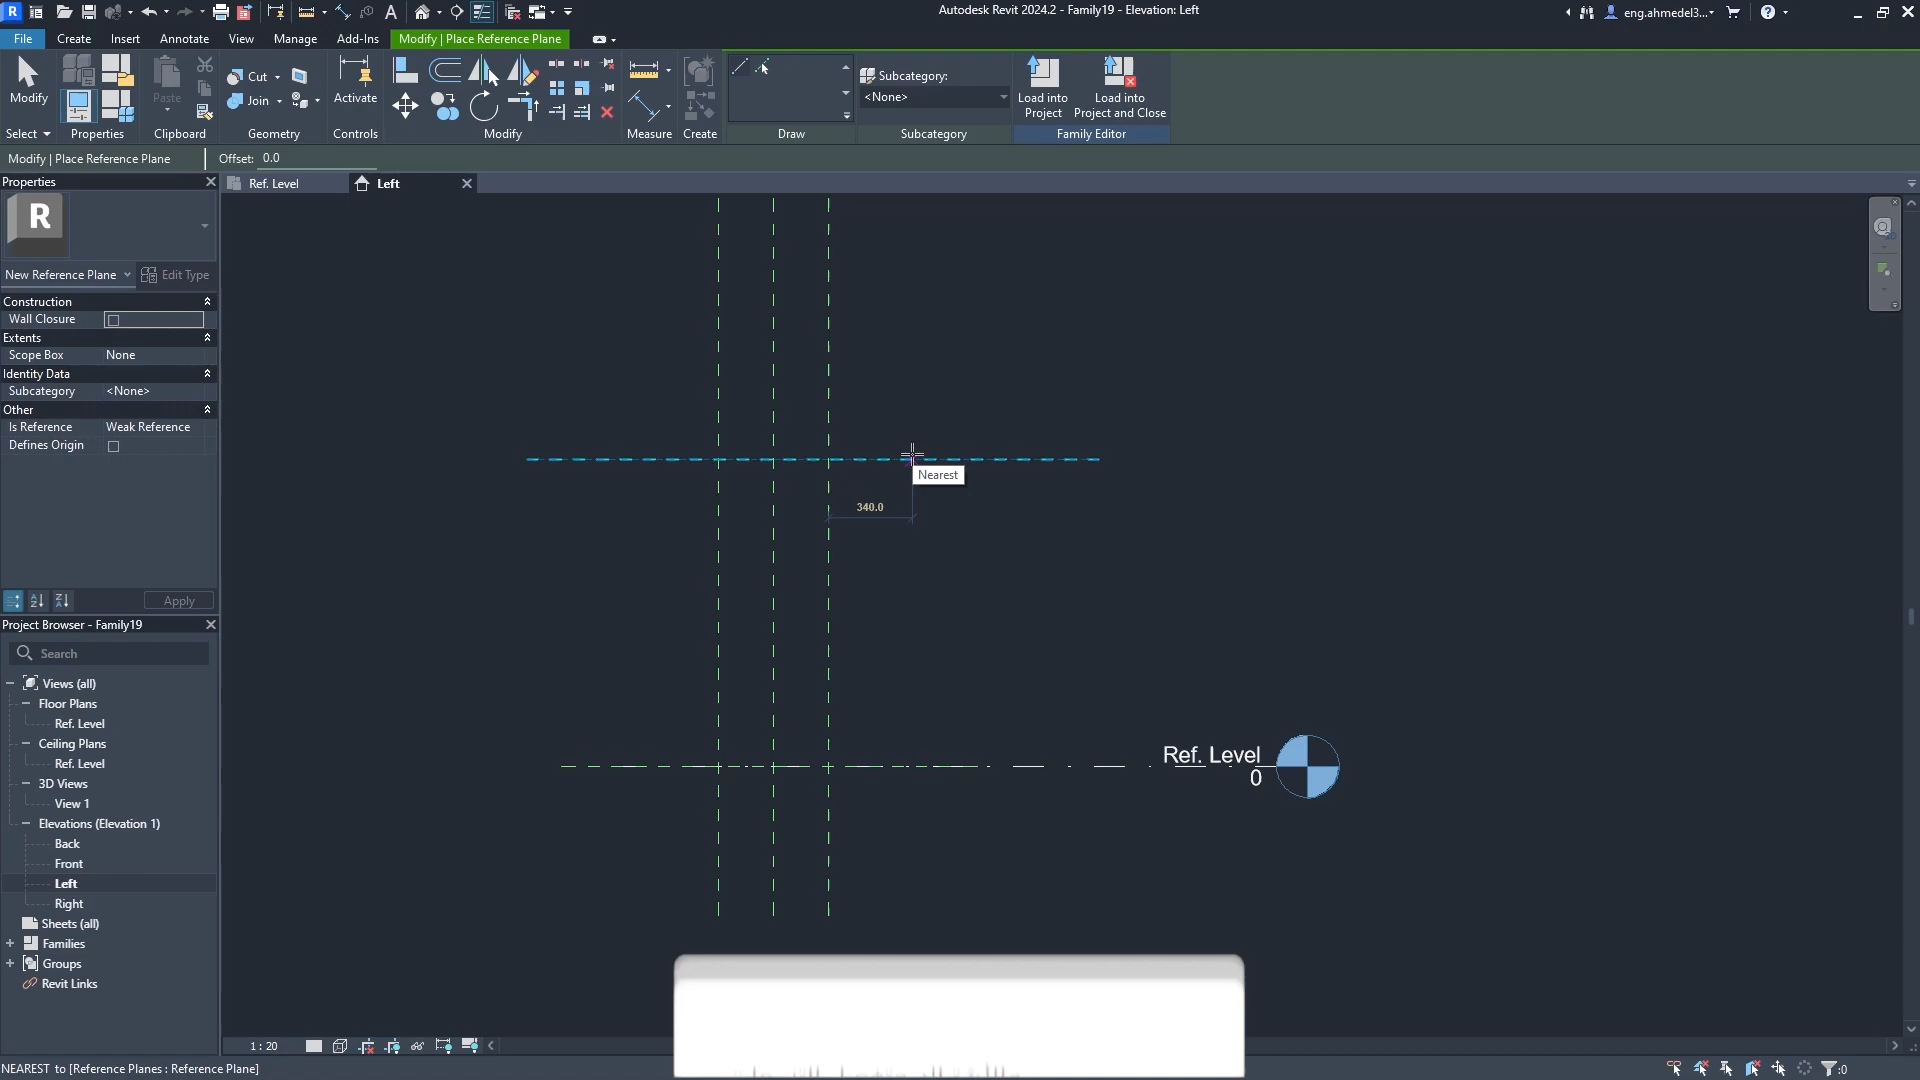 R
Autodesk Revit 2024.2 - Family19 - Elevation: Left
eng.ahmedel3...
File
Create
Insert
Annotate
View
Manage
Add-Ins
Modify | Place Reference Plane
Modify
Paste
Cut
Join
Activate
Subcategory:
<None>
Load into
Project
Load into
Project and Close
Select
Properties
Clipboard
Geometry
Controls
Modify
Measure
Create
Draw
Subcategory
Family Editor
Modify | Place Reference Plane
Offset: 0.0
Properties
Ref. Level
Left
R
New Reference Plane
Edit Type
Construction
Wall Closure
Extents
Scope Box None
Identity Data
Subcategory <None>
Other
Is Reference Weak Reference
Defines Origin
Apply
Nearest
340.0
Ref. Level
0
Project Browser - Family19
Search
Views (all)
Floor Plans
Ref. Level
Ceiling Plans
Ref. Level
3D Views
View 1
Elevations (Elevation 1)
Back
Front
Left
Right
Sheets (all)
Families
Groups
Revit Links
1 : 20
NEAREST to [Reference Planes : Reference Plane]
:0